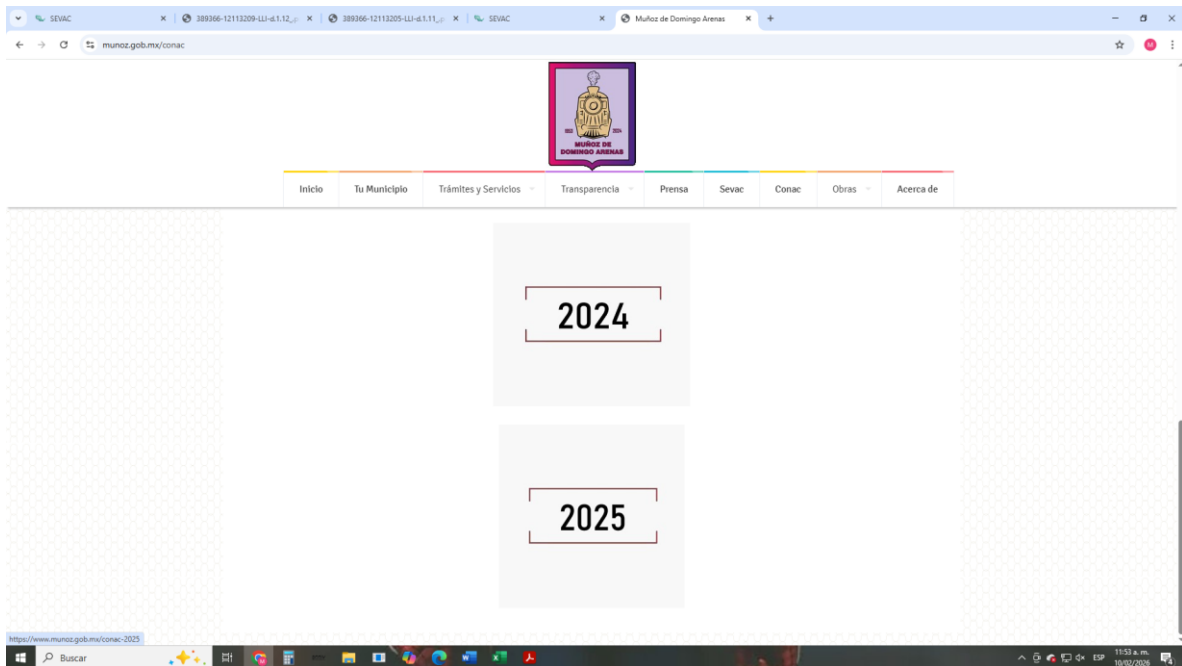 SEVAC
389366-12113209-LLI-d.1.12_
389366-12113205-LLI-d.1.11_
SEVAC
Muñoz de Domingo Arenas
munoz.gob.mx/conac
M
MUÑOZ DE
DOMINGO ARENAS
Inicio Tu Municipio Trámites y Servicios Transparencia Prensa Sevac Conac Obras Acerca de
2024
2025
https://www.munoz.gob.mx/conac-2025
Buscar
ESP
11:53 a. m.
10/02/2026